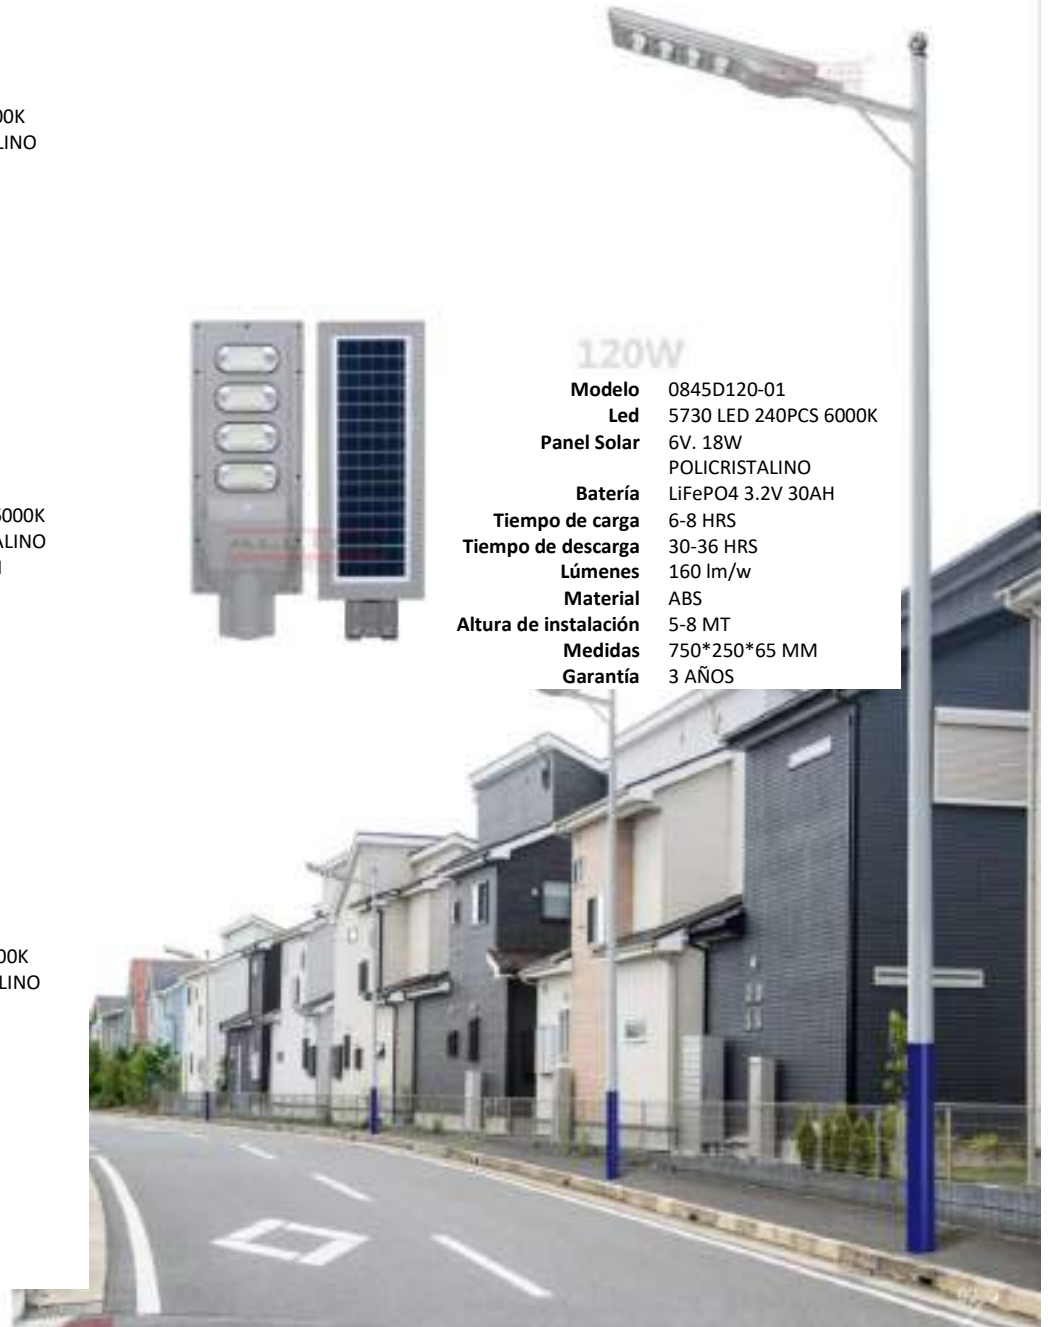 00K
LINO
120W
Modelo 0845D120-01
Led 5730 LED 240PCS 6000K
Panel Solar 6V. 18W
POLICRISTALINO
Batería LiFePO4 3.2V 30AH
Tiempo de carga 6-8 HRS
Tiempo de descarga 30-36 HRS
Lúmenes 160 lm/w
Material ABS
Altura de instalación 5-8 MT
Medidas 750*250*65 MM
Garantía 3 AÑOS
6000K
ALINO
00K
LINO